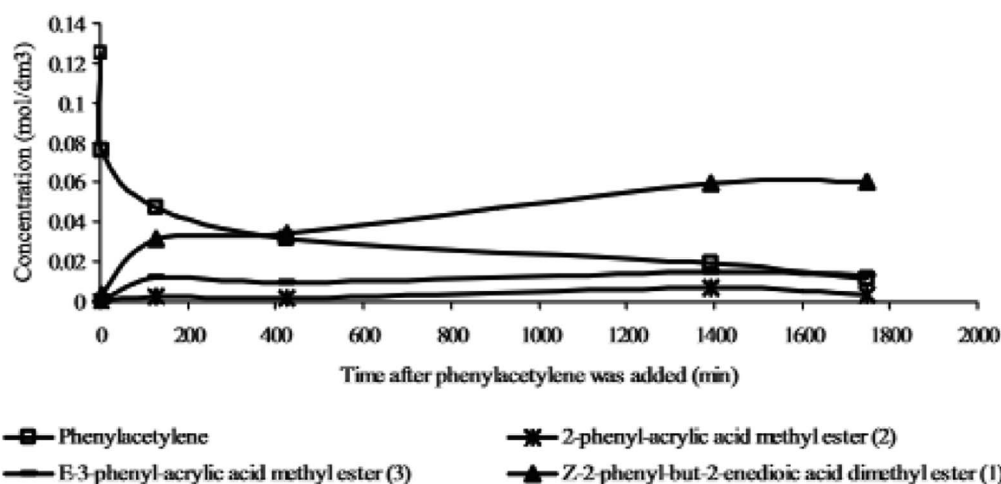 0.14
0.12
0.1
0.08
0.06
0.04
0.02
0
Concentration (mol/dm3)
0 200 400 600 800 1000 1200 1400 1600 1800 2000
Time after phenylacetylene was added (min)
Phenylacetylene 2-phenyl-acrylic acid methyl ester (2)
E-3-phenyl-acrylic acid methyl ester (3) Z-2-phenyl-but-2-enedioic acid dimethyl ester (1)